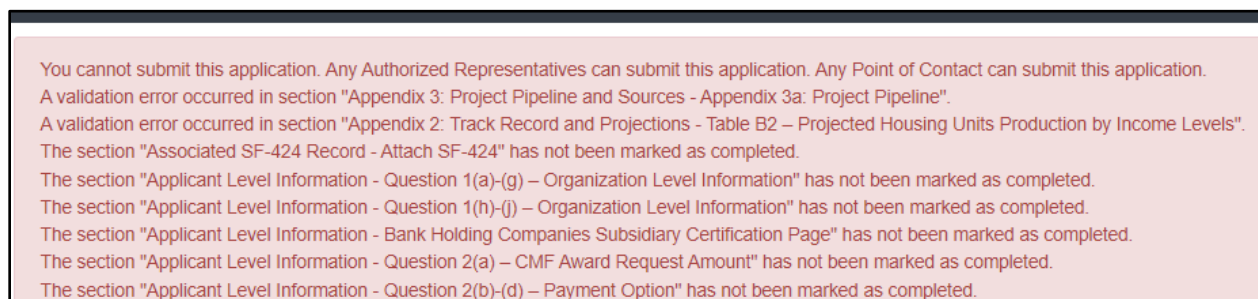 You cannot submit this application. Any Authorized Representatives can submit this application. Any Point of Contact can submit this application.
A validation error occurred in section "Appendix 3: Project Pipeline and Sources - Appendix 3a: Project Pipeline".
A validation error occurred in section "Appendix 2: Track Record and Projections - Table B2 – Projected Housing Units Production by Income Levels".
The section "Associated SF-424 Record - Attach SF-424" has not been marked as completed.
The section "Applicant Level Information - Question 1(a)-(g) – Organization Level Information" has not been marked as completed.
The section "Applicant Level Information - Question 1(h)-(j) – Organization Level Information" has not been marked as completed.
The section "Applicant Level Information - Bank Holding Companies Subsidiary Certification Page" has not been marked as completed.
The section "Applicant Level Information - Question 2(a) – CMF Award Request Amount" has not been marked as completed.
The section "Applicant Level Information - Question 2(b)-(d) – Payment Option" has not been marked as completed.